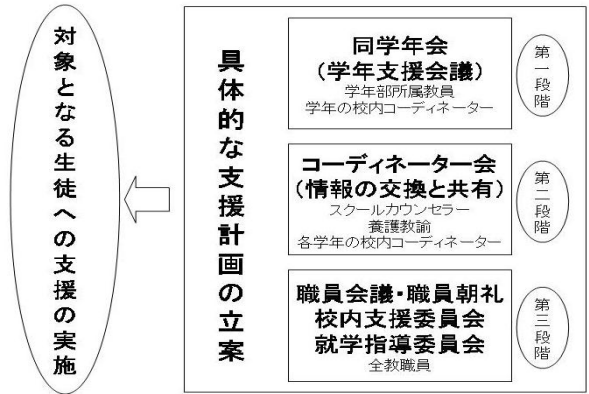 対象となる生徒への支援の実施
具体的な支援計画の立案
同学年会
(学年支援会議)
学年部所属教員
学年の校内コーディネーター
第一段階
コーディネーター会
(情報の交換と共有)
スクールカウンセラー
養護教諭
各学年の校内コーディネーター
第二段階
職員会議・職員朝礼
校内支援委員会
就学指導委員会
全教職員
第三段階